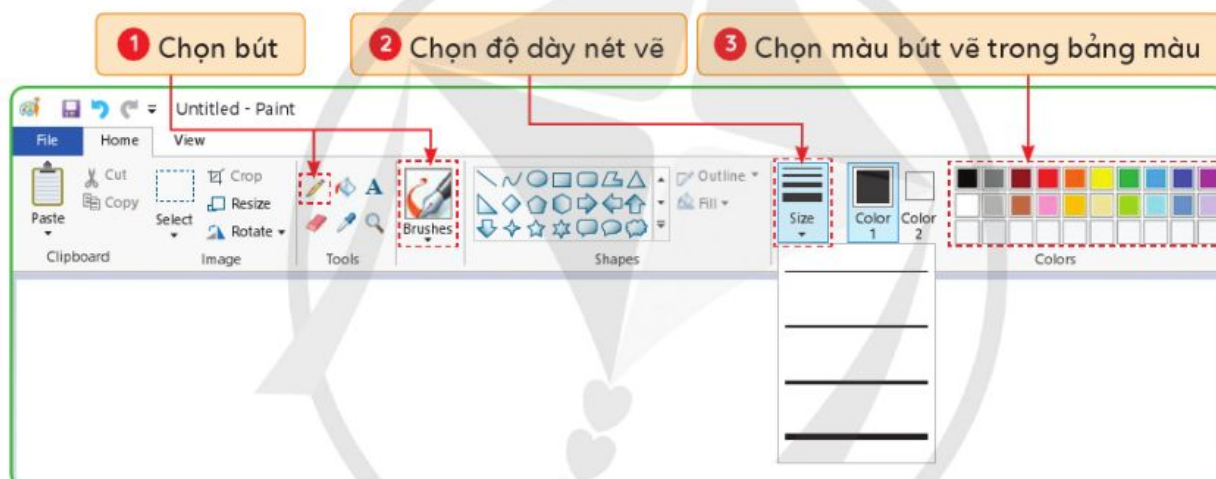 1 Chọn bút
2 Chọn độ dày nét vẽ
3 Chọn màu bút vẽ trong bảng màu
Untitled - Paint
File Home View
Paste
Cut
Copy
Clipboard
Select
Crop
Resize
Rotate
Image
A
Tools
Brushes
Shapes
Outline
Fill
Size
Color 1
Color 2
Colors